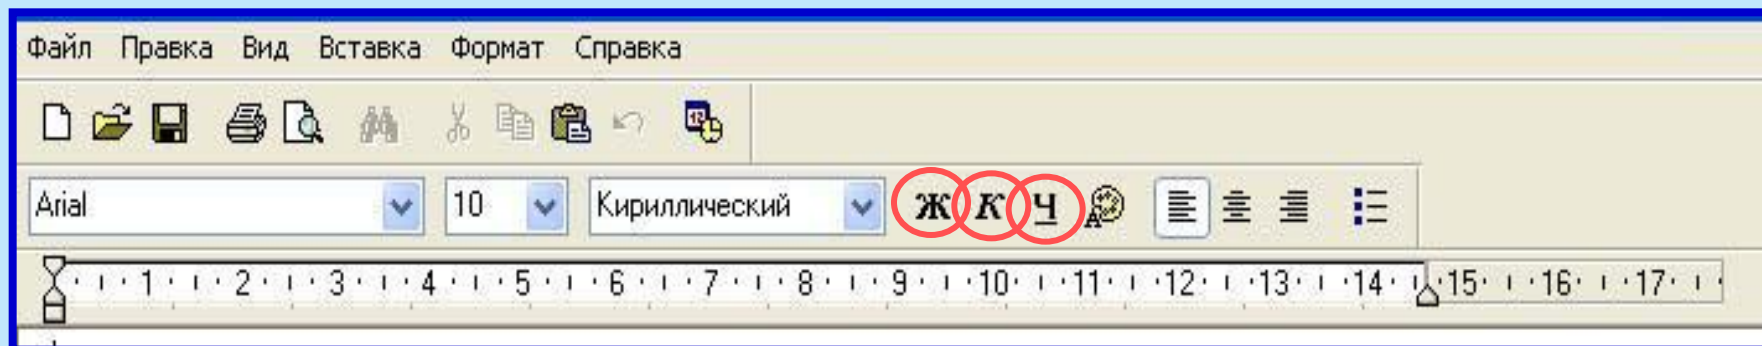 Файл Правка Вид Вставка Формат Справка
12
Arial 10 Кириллический Ж К Ч А
1 2 3 4 5 6 7 8 9 10 11 12 13 14 15 16 17